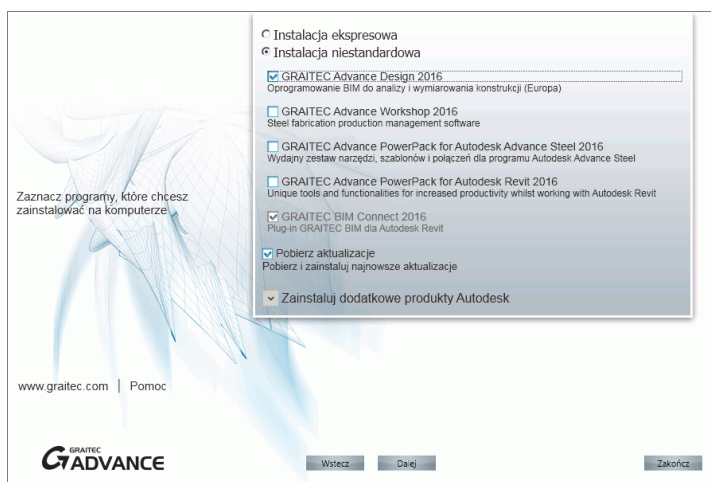 Instalacja ekspresowa
Instalacja niestandardowa
GRAITEC Advance Design 2016
Oprogramowanie BIM do analizy i wymiarowania konstrukcji (Europa)
GRAITEC Advance Workshop 2016
Steel fabrication production management software
GRAITEC Advance PowerPack for Autodesk Advance Steel 2016
Wydajny zestaw narzędzi, szablonów i połączeń dla programu Autodesk Advance Steel
GRAITEC Advance PowerPack for Autodesk Revit 2016
Unique tools and functionalities for increased productivity whilst working with Autodesk Revit
GRAITEC BIM Connect 2016
Plug-in GRAITEC BIM dla Autodesk Revit
Pobierz aktualizacje
Pobierz i zainstaluj najnowsze aktualizacje
Zainstaluj dodatkowe produkty Autodesk
Zaznacz programy, które chcesz
zainstalować na komputerze
www.graitec.com | Pomoc
GRAITEC
ADVANCE
Wstecz Dalej Zakończ